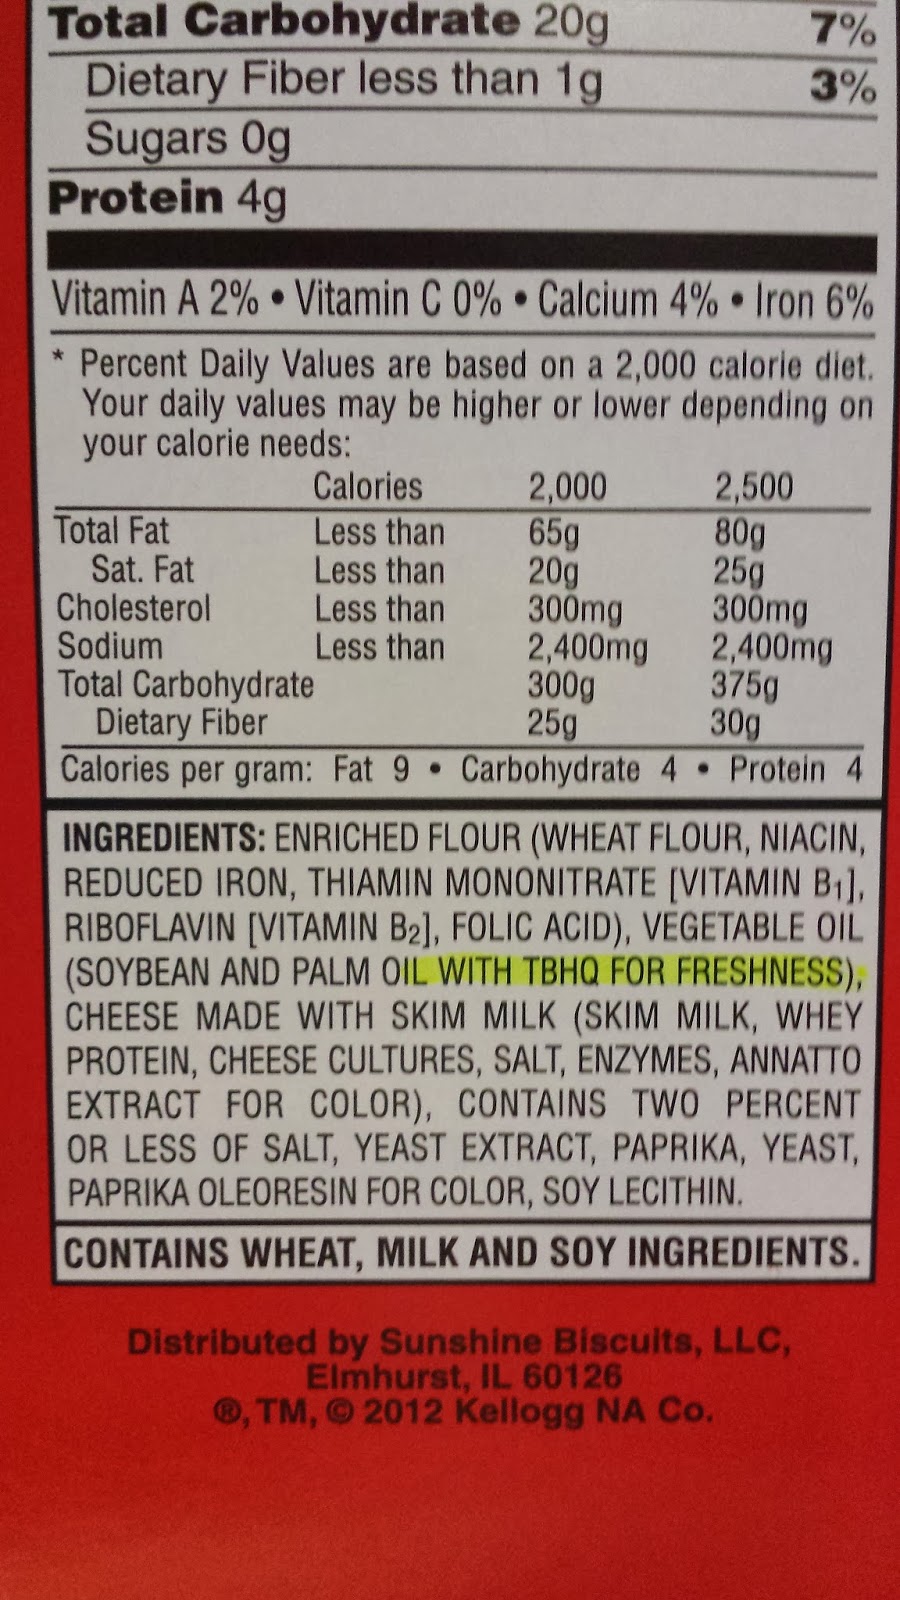 Total Carbohydrate 20g 7%
Dietary Fiber less than 1g 3%
Sugars 0g
Protein 4g
Vitamin A 2% • Vitamin C 0% • Calcium 4% • Iron 6%
* Percent Daily Values are based on a 2,000 calorie diet.
Your daily values may be higher or lower depending on
your calorie needs:
Calories 2,000 2,500
Total Fat Less than 65g 80g
Sat. Fat Less than 20g 25g
Cholesterol Less than 300mg 300mg
Sodium Less than 2,400mg 2,400mg
Total Carbohydrate 300g 375g
Dietary Fiber 25g 30g
Calories per gram: Fat 9 • Carbohydrate 4 • Protein 4
INGREDIENTS: ENRICHED FLOUR (WHEAT FLOUR, NIACIN,
REDUCED IRON, THIAMIN MONONITRATE [VITAMIN B1],
RIBOFLAVIN [VITAMIN B2], FOLIC ACID), VEGETABLE OIL
(SOYBEAN AND PALM OIL WITH TBHQ FOR FRESHNESS),
CHEESE MADE WITH SKIM MILK (SKIM MILK, WHEY
PROTEIN, CHEESE CULTURES, SALT, ENZYMES, ANNATTO
EXTRACT FOR COLOR), CONTAINS TWO PERCENT
OR LESS OF SALT, YEAST EXTRACT, PAPRIKA, YEAST,
PAPRIKA OLEORESIN FOR COLOR, SOY LECITHIN.
CONTAINS WHEAT, MILK AND SOY INGREDIENTS.
Distributed by Sunshine Biscuits, LLC,
Elmhurst, IL 60126
®, TM, © 2012 Kellogg NA Co.